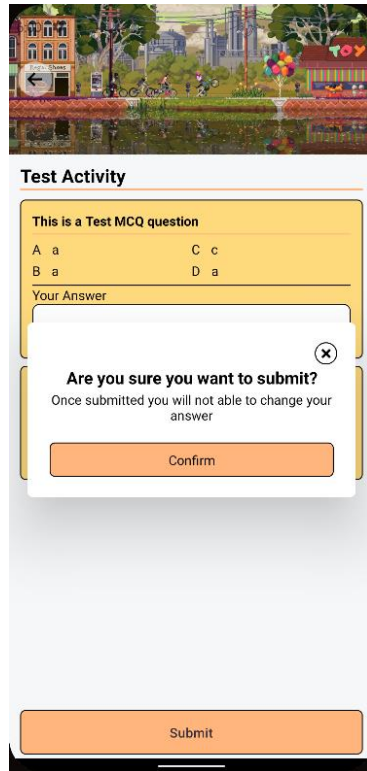 TOY
Test Activity
This is a Test MCQ question
A a
C c
B a
D a
Your Answer
Are you sure you want to submit?
Once submitted you will not able to change your
answer
Confirm
Submit